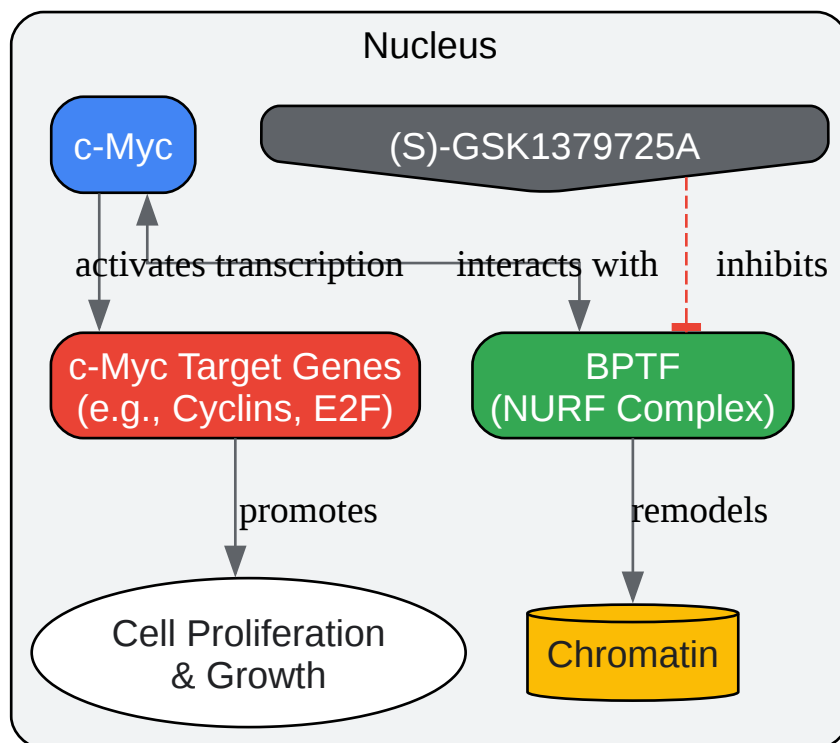 Nucleus
c-Myc
(S)-GSK1379725A
activates transcription
interacts with
inhibits
c-Myc Target Genes
(e.g., Cyclins, E2F)
BPTF
(NURF Complex)
promotes
remodels
Cell Proliferation
& Growth
Chromatin